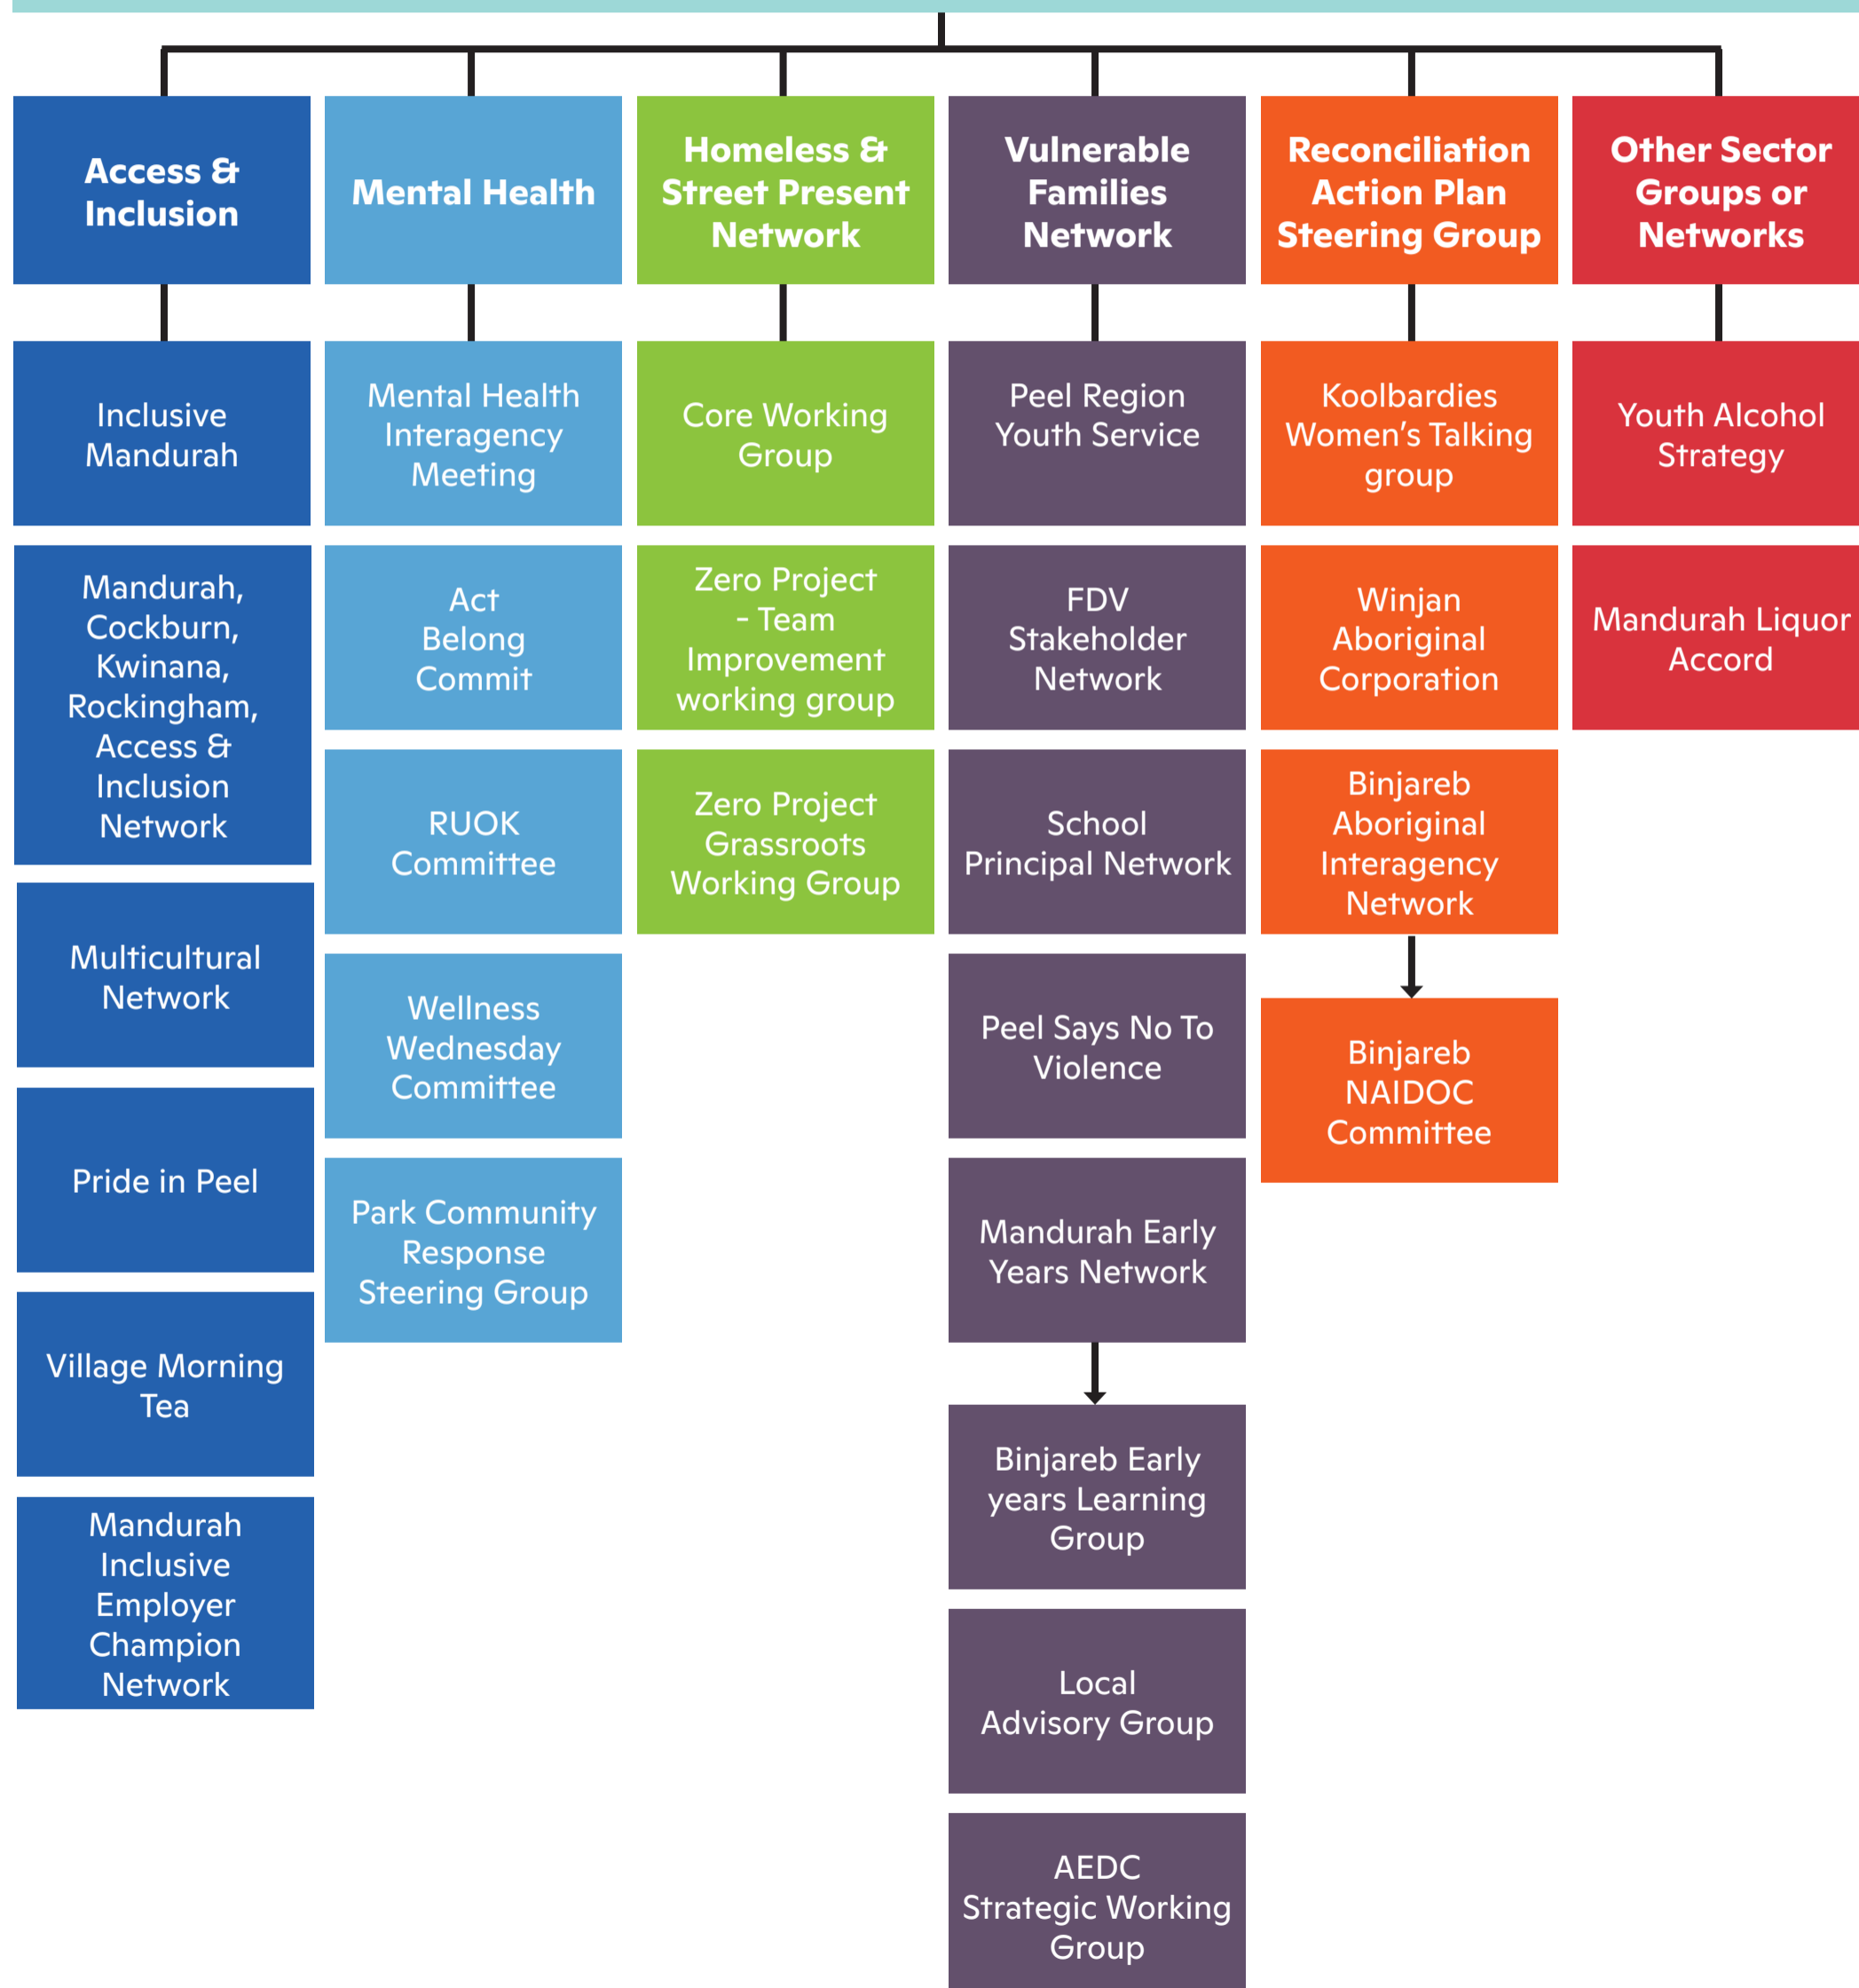 Access &
Inclusion
Mental Health
Homeless &
Street Present
Network
Vulnerable
Families
Network
Reconciliation
Action Plan
Steering Group
Other Sector
Groups or
Networks
Inclusive
Mandurah
Mandurah,
Cockburn,
Kwinana,
Rockingham,
Access &
Inclusion
Network
Multicultural
Network
Pride in Peel
Village Morning
Tea
Mandurah
Inclusive
Employer
Champion
Network
Mental Health
Interagency
Meeting
Act
Belong
Commit
RUOK
Committee
Wellness
Wednesday
Committee
Park Community
Response
Steering Group
Core Working
Group
Zero Project
- Team
Improvement
working group
Zero Project
Grassroots
Working Group
Peel Region
Youth Service
FDV
Stakeholder
Network
School
Principal Network
Peel Says No To
Violence
Mandurah Early
Years Network
Binjareb Early
years Learning
Group
Local
Advisory Group
AEDC
Strategic Working
Group
Koolbardies
Women's Talking
group
Winjan
Aboriginal
Corporation
Binjareb
Aboriginal
Interagency
Network
Binjareb
NAIDOC
Committee
Youth Alcohol
Strategy
Mandurah Liquor
Accord